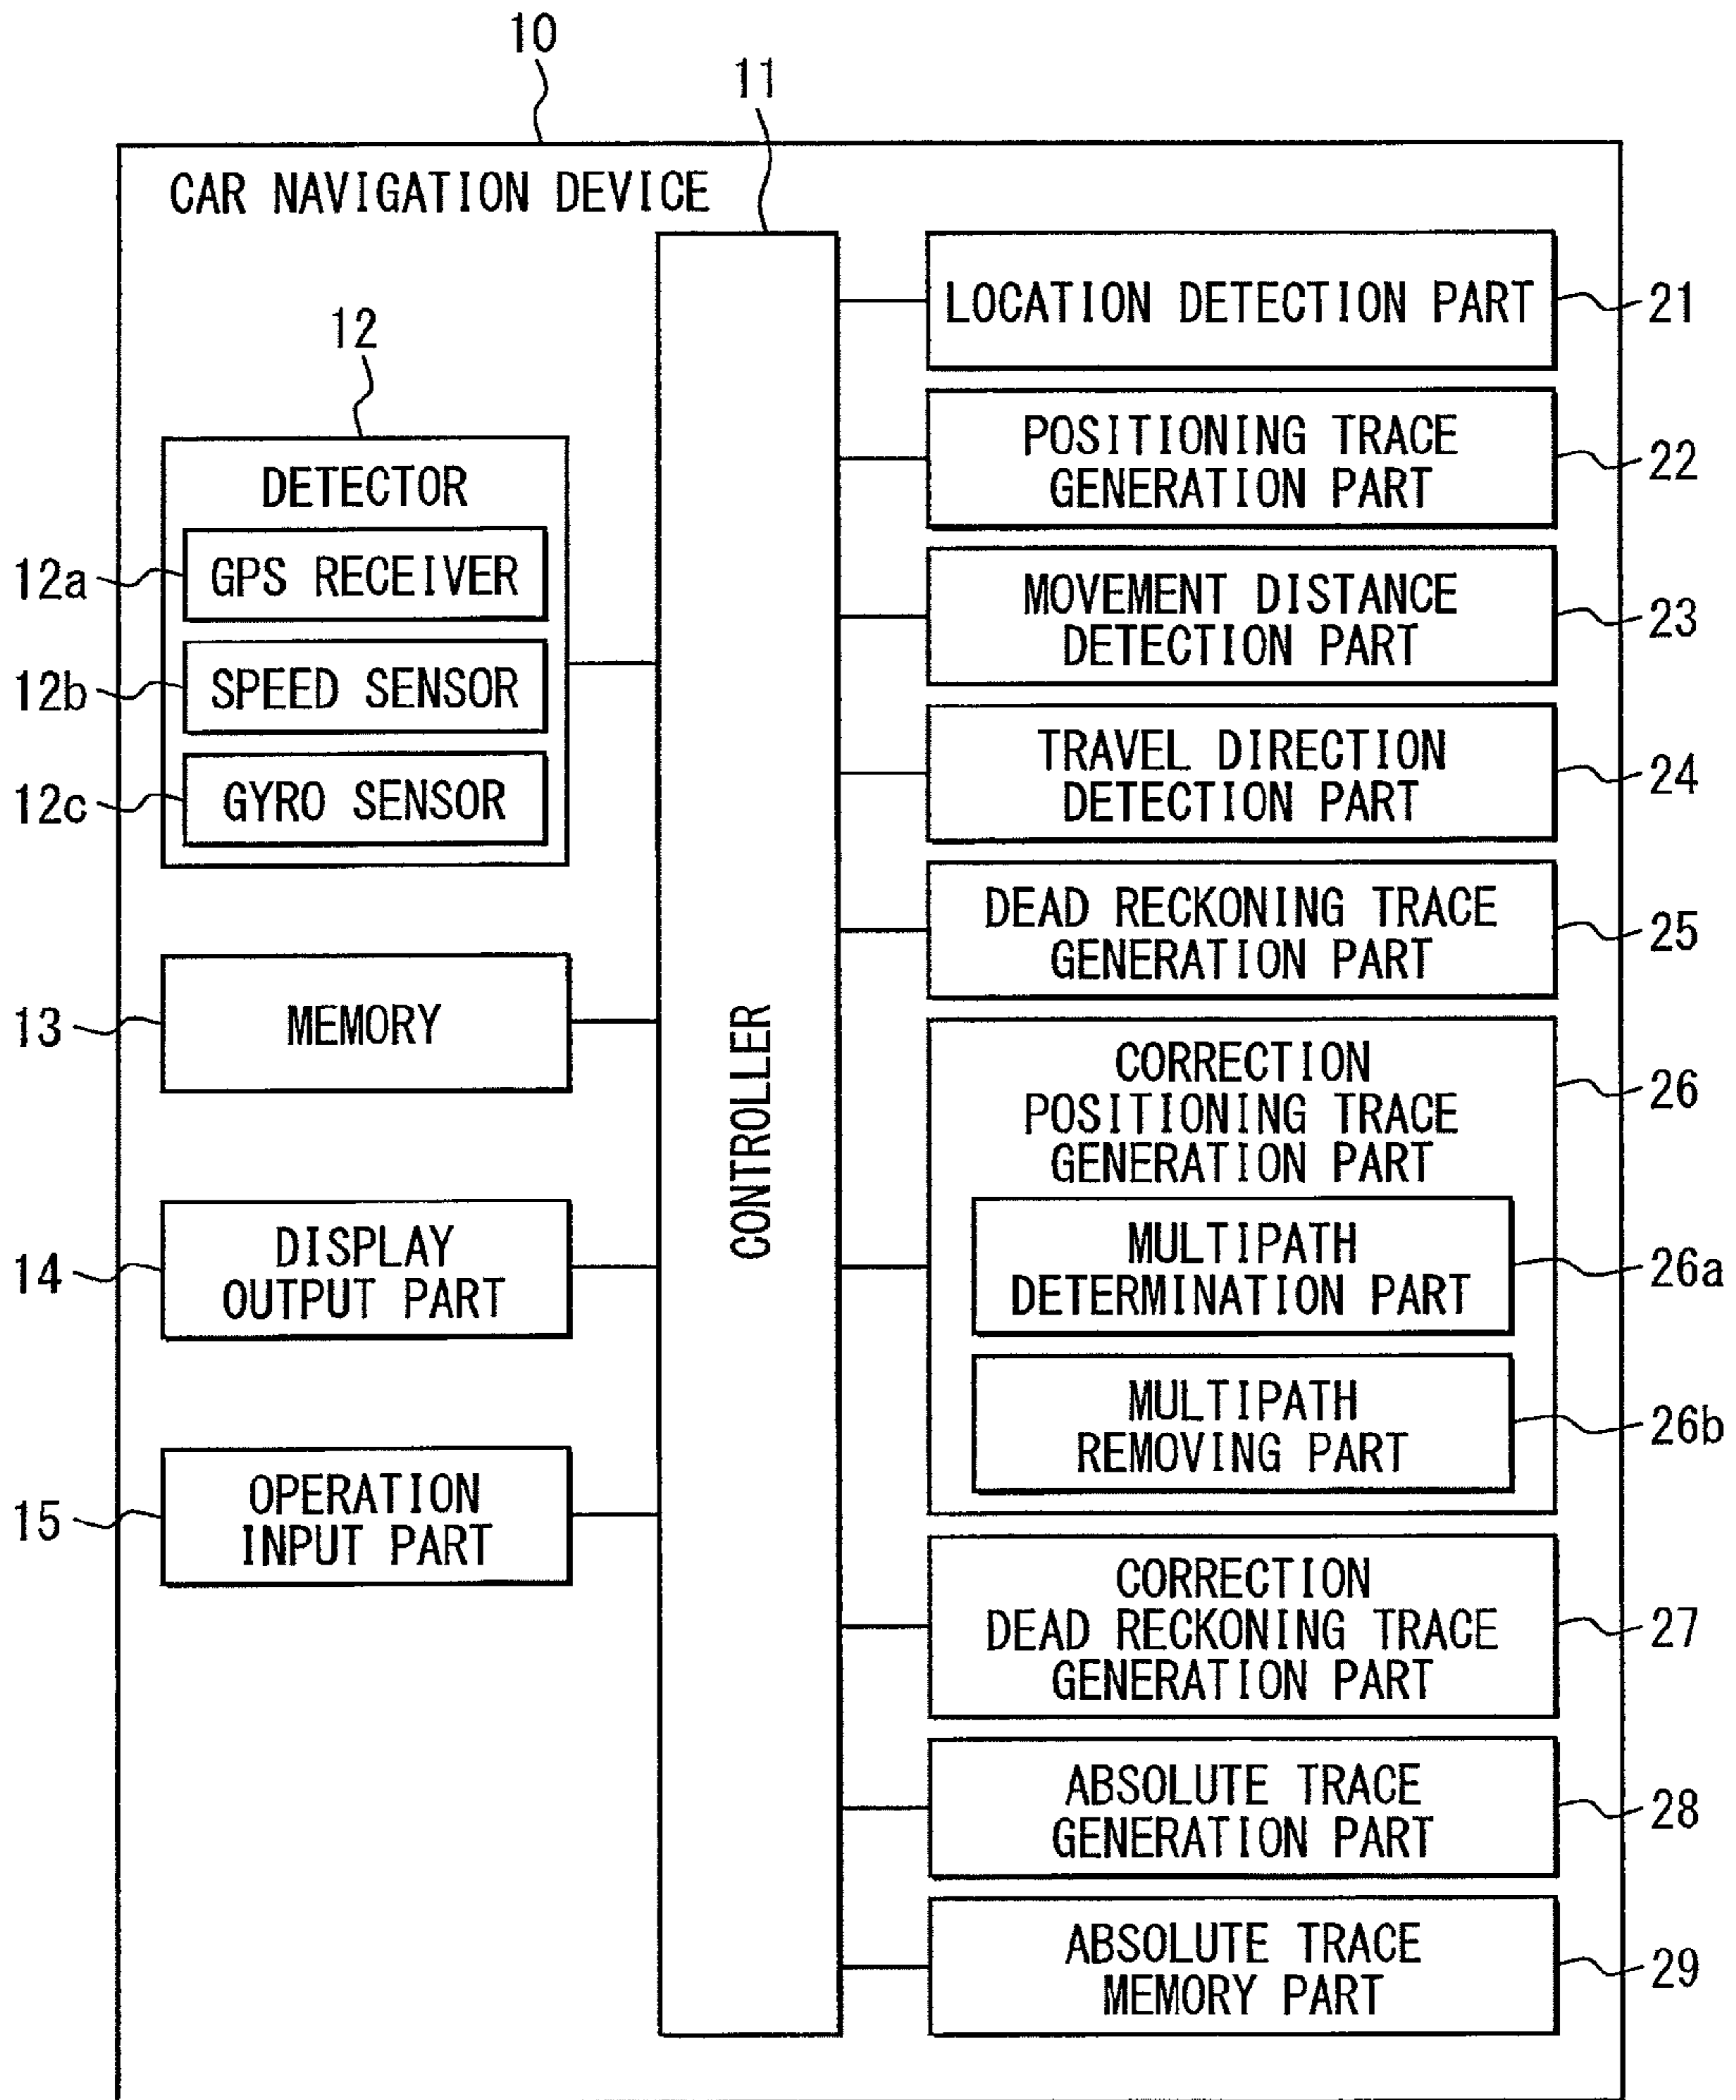 10
11
CAR NAVIGATION DEVICE
12
DETECTOR
12a
GPS RECEIVER
12b
SPEED SENSOR
12c
GYRO SENSOR
13
MEMORY
14
DISPLAY
OUTPUT PART
15
OPERATION
INPUT PART
CONTROLLER
LOCATION DETECTION PART
21
POSITIONING TRACE
GENERATION PART
22
MOVEMENT DISTANCE
DETECTION PART
23
TRAVEL DIRECTION
DETECTION PART
24
DEAD RECKONING TRACE
GENERATION PART
25
CORRECTION
POSITIONING TRACE
GENERATION PART
26
MULTIPATH
DETERMINATION PART
26a
MULTIPATH
REMOVING PART
26b
CORRECTION
DEAD RECKONING TRACE
GENERATION PART
27
ABSOLUTE TRACE
GENERATION PART
28
ABSOLUTE TRACE
MEMORY PART
29